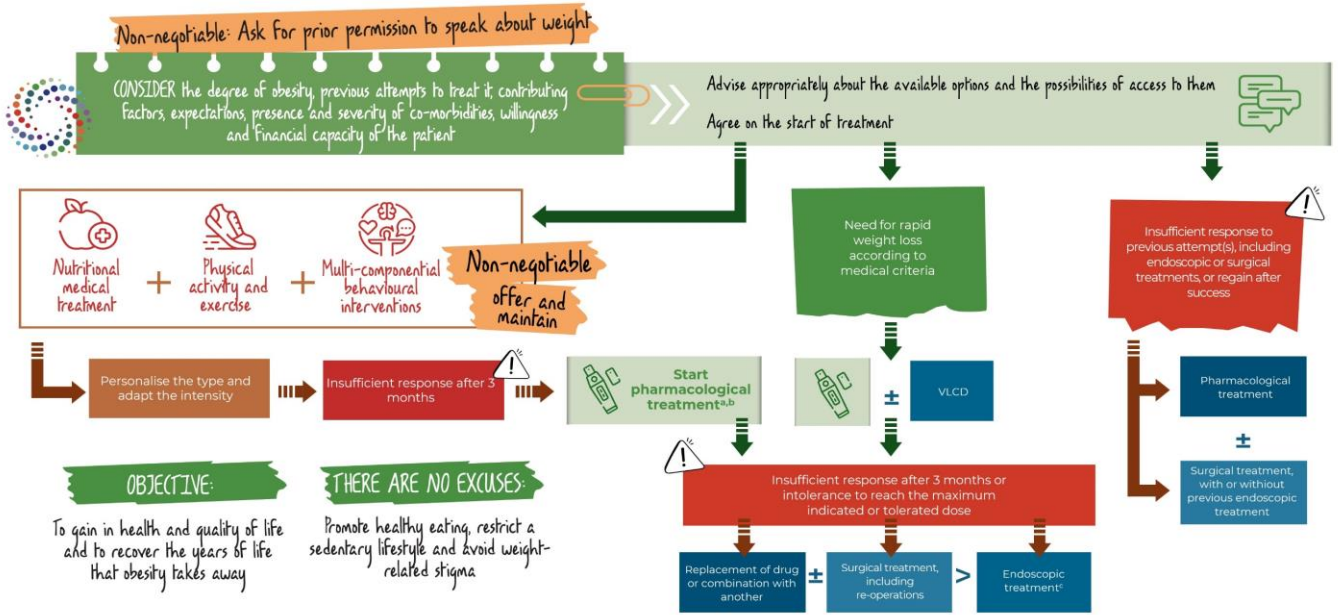 Non-negotiable: Ask for prior permission to speak about weight
CONSIDER the degree of obesity, previous attempts to treat it, contributing
factors, expectations, presence and severity of co-morbidities, willingness
and financial capacity of the patient
Advise appropriately about the available options and the possibilities of access to them
Agree on the start of treatment
Nutritional
medical
treatment
+
Physical
activity and
exercise
+
Multi-componential
behavioural
interventions
Non-negotiable
offer and
maintain
Need for rapid
weight loss
according to
medical criteria
!
Insufficient response to
previous attempt(s), including
endoscopic or surgical
treatments, or regain after
success
Personalise the type and
adapt the intensity
!
Insufficient response after 3
months
Start
pharmacological
treatmentᵃ,ᵇ
±
VLCD
Pharmacological
treatment
±
Surgical treatment,
with or withiout
previous endoscopic
treatment
OBJECTIVE:
To gain in health and quality of life
and to recover the years of life
that obesity takes away
THERE ARE NO EXCUSES:
Promote healthy eating, restrict a
sedentary lifestyle and avoid weight-
related stigma
!
Insufficient response after 3 months or
intolerance to reach the maximum
indicated or tolerated dose
Replacement of drug
or combination with
another
±
Surgical treatment,
including
re-operations
>
Endoscopic
treatmentᶜ